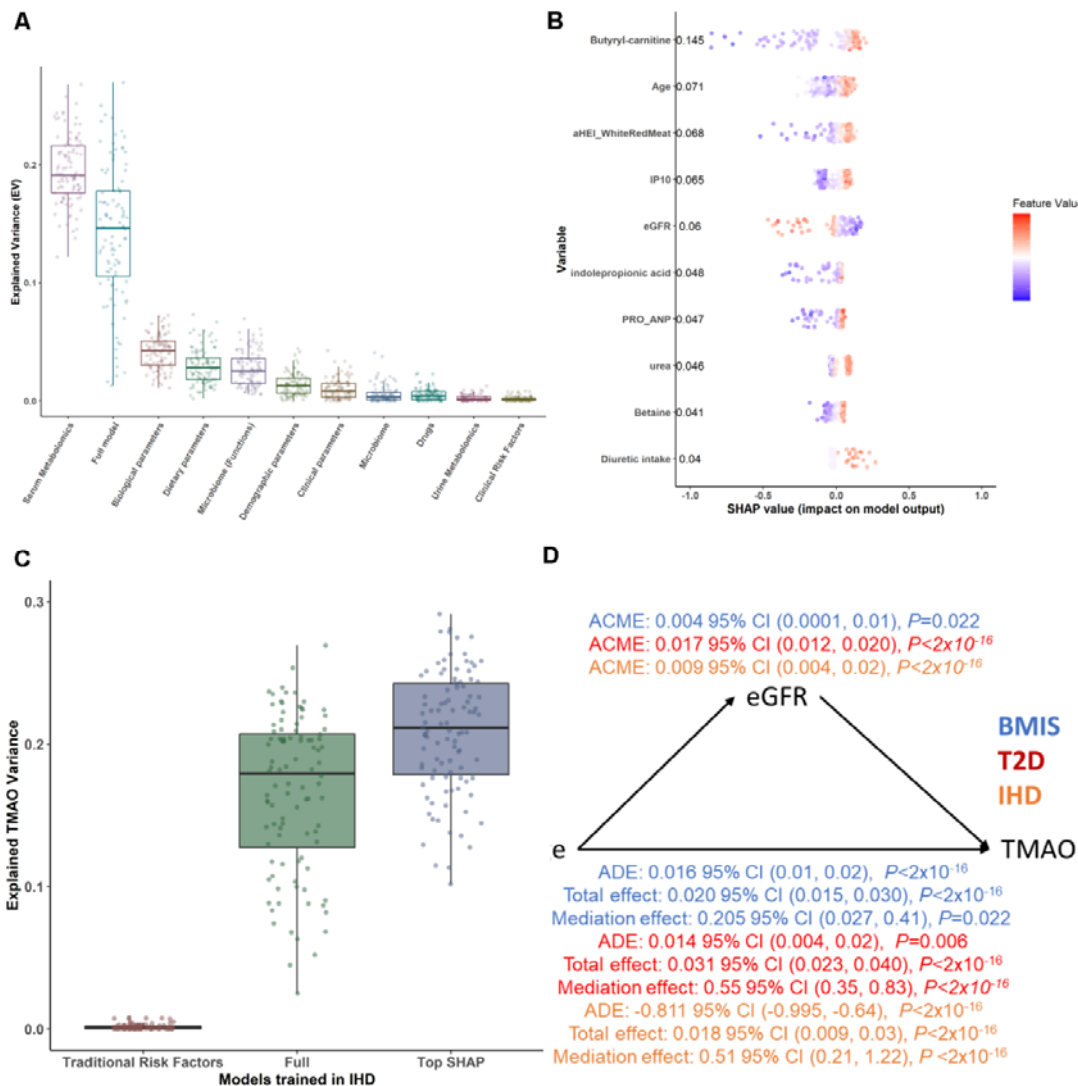 A
Explained Variance (EV)
0.2
0.1
0.0
Serum Metabolomics
Full model
Biological parameters
Dietary parameters
Microbiome (Functions)
Demographic parameters
Clinical parameters
Microbiome
Drugs
Urine Metabolomics
Clinical Risk Factors
B
Variable
Butyryl-carnitine 0.145
Age 0.071
aHEI_WhiteRedMeat 0.068
IP10 0.065
eGFR 0.06
indolepropionic acid 0.048
PRO_ANP 0.047
urea 0.046
Betaine 0.041
Diuretic intake 0.04
-1.0 -0.5 0.0 0.5 1.0
SHAP value (impact on model output)
Feature Valu
C
Explained TMAO Variance
0.3
0.2
0.1
0.0
Traditional Risk Factors Full Top SHAP
Models trained in IHD
D
ACME: 0.004 95% CI (0.0001, 0.01), P=0.022
ACME: 0.017 95% CI (0.012, 0.020), P<2x10⁻¹⁶
ACME: 0.009 95% CI (0.004, 0.02), P<2x10⁻¹⁶
eGFR
BMIS
T2D
IHD
e
TMAO
ADE: 0.016 95% CI (0.01, 0.02), P<2x10⁻¹⁶
Total effect: 0.020 95% CI (0.015, 0.030), P<2x10⁻¹⁶
Mediation effect: 0.205 95% CI (0.027, 0.41), P=0.022
ADE: 0.014 95% CI (0.004, 0.02), P=0.006
Total effect: 0.031 95% CI (0.023, 0.040), P<2x10⁻¹⁶
Mediation effect: 0.55 95% CI (0.35, 0.83), P<2x10⁻¹⁶
ADE: -0.811 95% CI (-0.995, -0.64), P<2x10⁻¹⁶
Total effect: 0.018 95% CI (0.009, 0.03), P<2x10⁻¹⁶
Mediation effect: 0.51 95% CI (0.21, 1.22), P<2x10⁻¹⁶